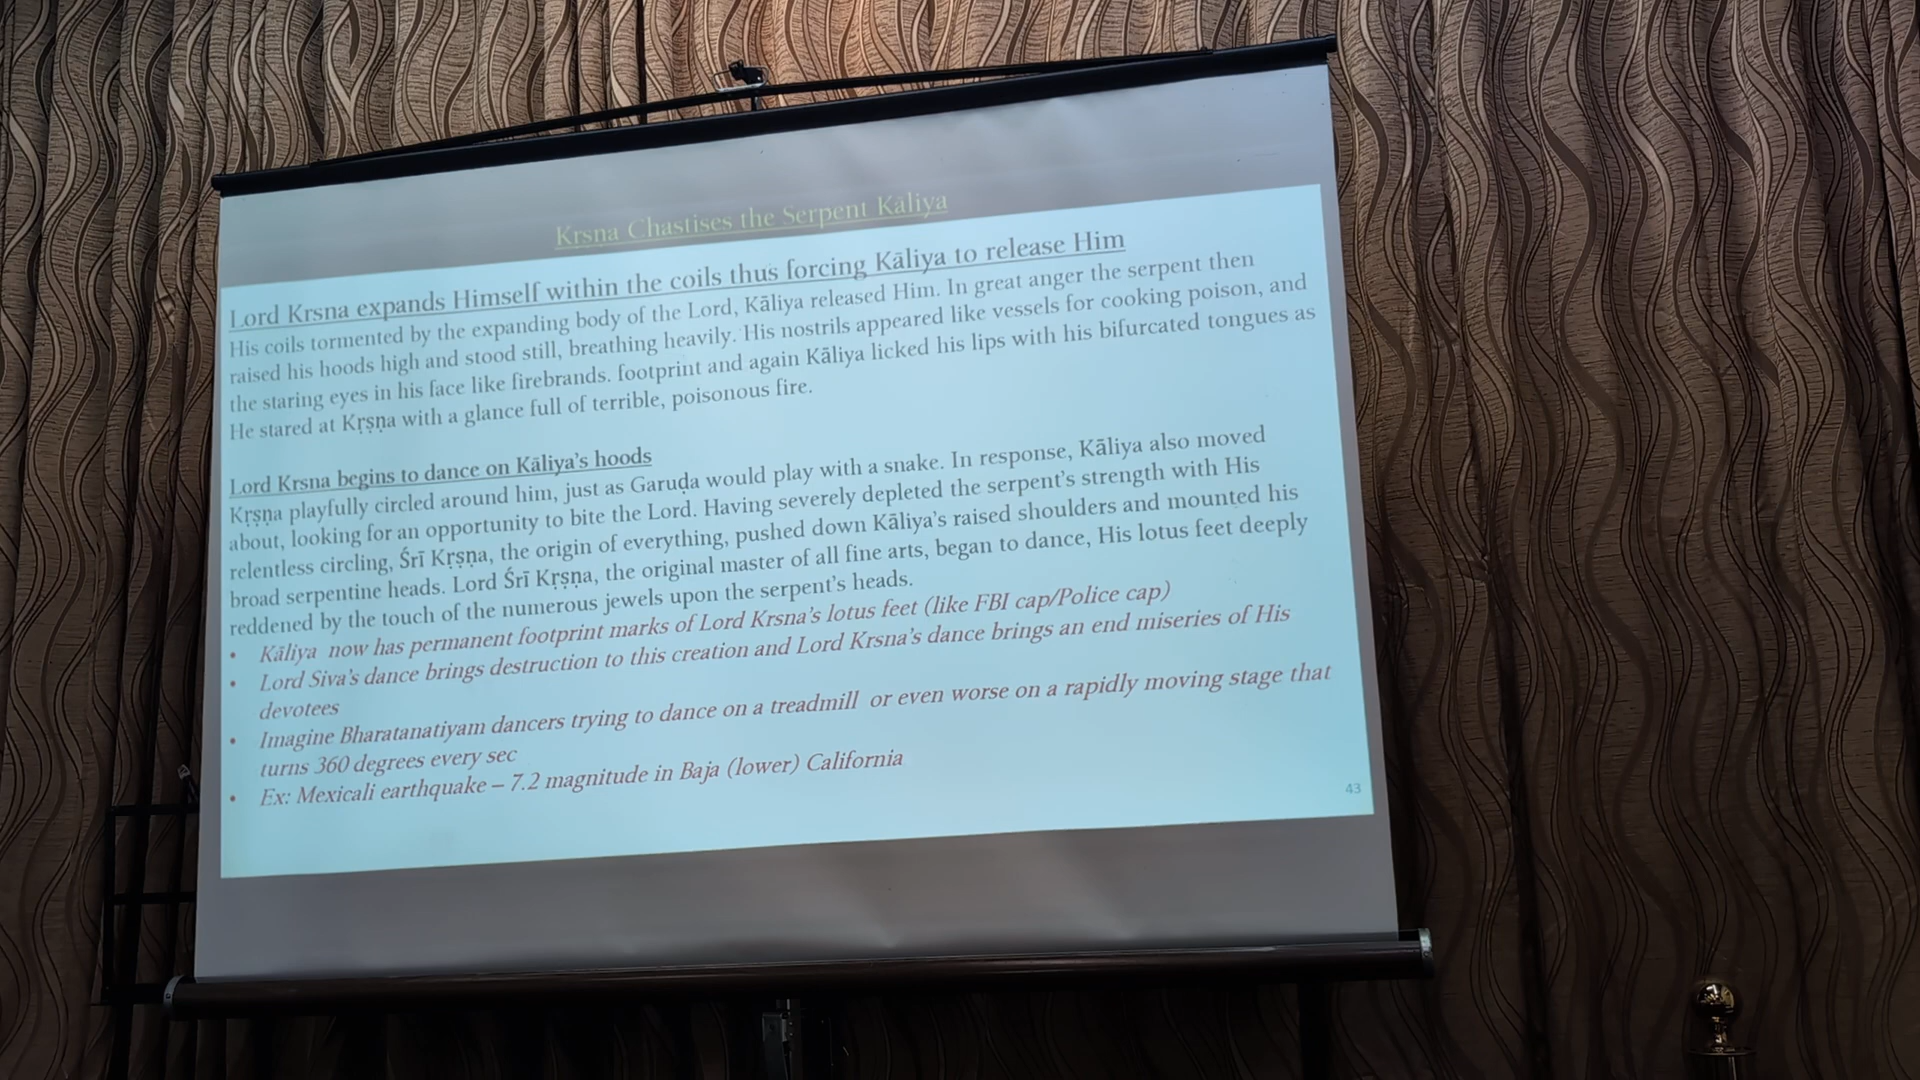 Krsna Chastises the Serpent Kāliya
Lord Krsna expands Himself within the coils thus forcing Kāliya to release Him
His coils tormented by the expanding body of the Lord, Kāliya released Him. In great anger the serpent then
raised his hoods high and stood still, breathing heavily. His nostrils appeared like vessels for cooking poison, and
the staring eyes in his face like firebrands. footprint and again Kāliya licked his lips with his bifurcated tongues as
He stared at Kṛṣṇa with a glance full of terrible, poisonous fire.
Lord Krsna begins to dance on Kāliya's hoods
Kṛṣṇa playfully circled around him, just as Garuḍa would play with a snake. In response, Kāliya also moved
about, looking for an opportunity to bite the Lord. Having severely depleted the serpent's strength with His
relentless circling, Śrī Kṛṣṇa, the origin of everything, pushed down Kāliya's raised shoulders and mounted his
broad serpentine heads. Lord Śrī Kṛṣṇa, the original master of all fine arts, began to dance, His lotus feet deeply
reddened by the touch of the numerous jewels upon the serpent's heads.
• Kāliya now has permanent footprint marks of Lord Krsna's lotus feet (like FBI cap/Police cap)
• Lord Siva's dance brings destruction to this creation and Lord Krsna's dance brings an end miseries of His
devotees
• Imagine Bharatanatiyam dancers trying to dance on a treadmill or even worse on a rapidly moving stage that
turns 360 degrees every sec
• Ex: Mexicali earthquake – 7.2 magnitude in Baja (lower) California
43